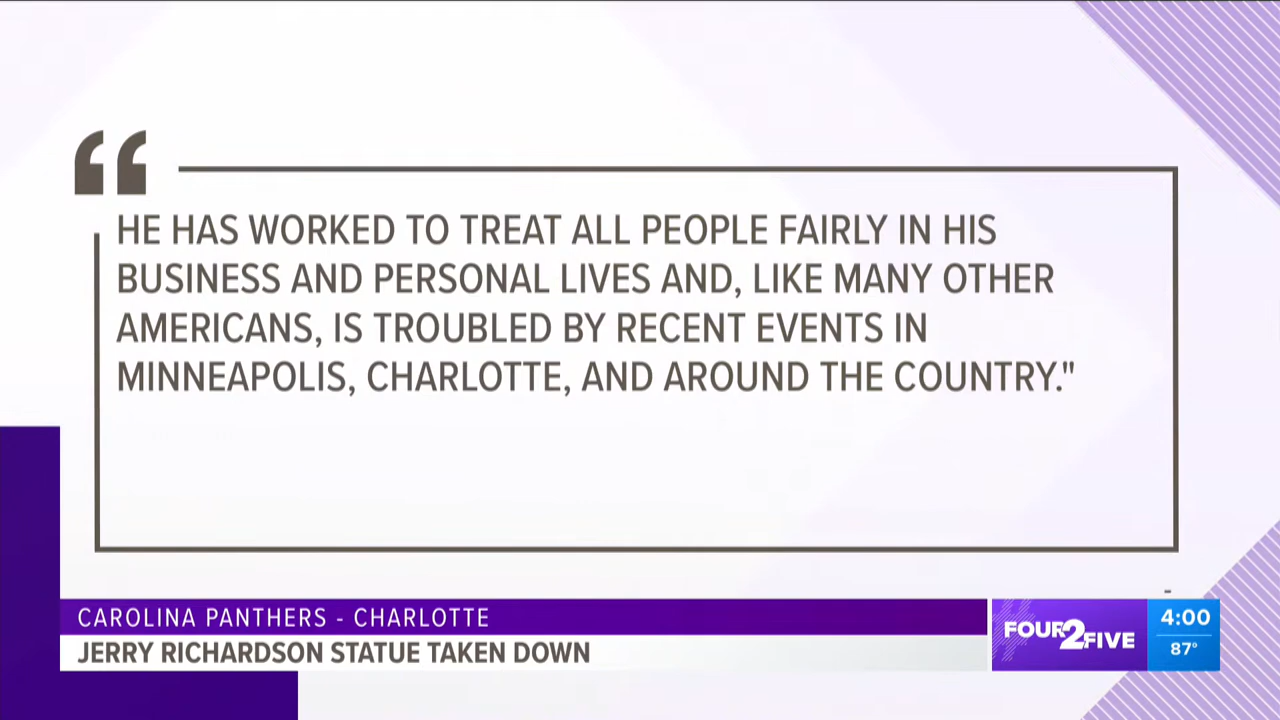 “
HE HAS WORKED TO TREAT ALL PEOPLE FAIRLY IN HIS
BUSINESS AND PERSONAL LIVES AND, LIKE MANY OTHER
AMERICANS, IS TROUBLED BY RECENT EVENTS IN
MINNEAPOLIS, CHARLOTTE, AND AROUND THE COUNTRY."
-
CAROLINA PANTHERS - CHARLOTTE
JERRY RICHARDSON STATUE TAKEN DOWN
#FOUR2FIVE
4:00
87°